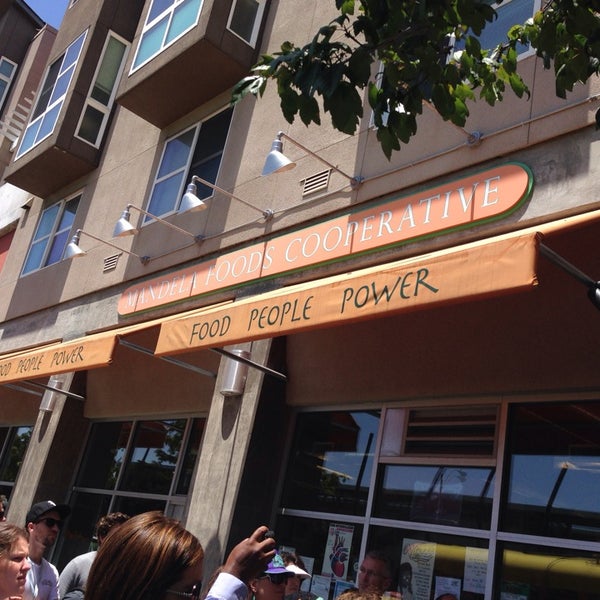 MANDELA FOODS COOPERATIVE
FOOD PEOPLE POWER
OOD PEOPLE POWER